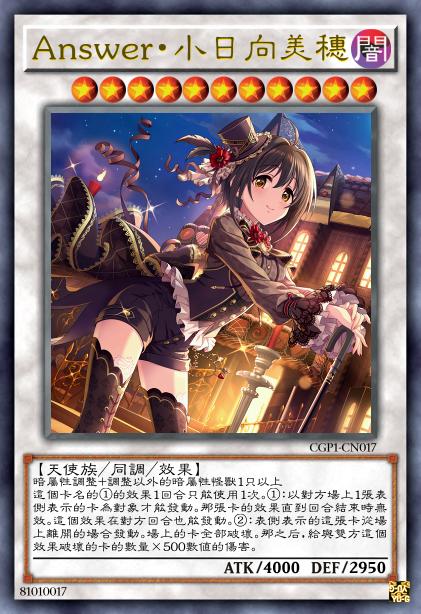 Answer・小日向美穗
闇
CGP1-CN017
【天使族／同調／效果】
暗屬性調整+調整以外的暗屬性怪獸1只以上
這個卡名的①的效果1回合只能使用1次。①:以對方場上1張表
側表示的卡為對象才能發動。那張卡的效果直到回合結束時無
效。這個效果在對方回合也能發動。②:表側表示的這張卡從場
上離開的場合發動。場上的卡全部破壞。那之后,給與雙方這個
效果破壞的卡的數量×500數值的傷害。
ATK/4000 DEF/2950
81010017